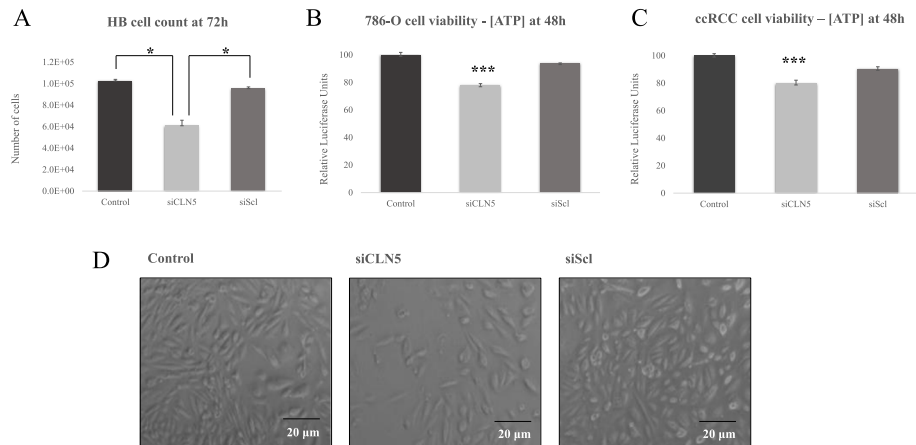 A
HB cell count at 72h
Number of cells
1.2E+05
1.0E+05
8.0E+04
6.0E+04
4.0E+04
2.0E+04
0.0E+00
*
*
Control siCLN5 siScl
B
786-O cell viability - [ATP] at 48h
Relative Luciferase Units
100
80
60
40
20
0
***
Control siCLN5 siScl
C
ccRCC cell viability – [ATP] at 48h
Relative Luciferase Units
100
80
60
40
20
0
***
Control siCLN5 siScl
D
Control siCLN5 siScl
20 µm 20 µm 20 µm